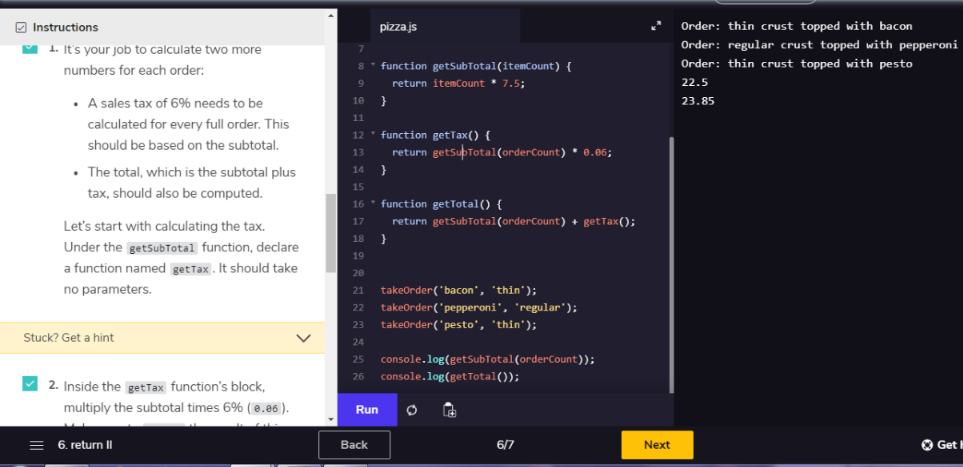 Instructions
1. It's your job to calculate two more
numbers for each order:
• A sales tax of 6% needs to be
calculated for every full order. This
should be based on the subtotal.
• The total, which is the subtotal plus
tax, should also be computed.
Let's start with calculating the tax.
Under the getSubTotal function, declare
a function named getTax. It should take
no parameters.
Stuck? Get a hint
2. Inside the getTax function's block,
multiply the subtotal times 6% (0.06).
pizza.js
7
8 function getSubTotal(itemCount) {
9 return itemCount * 7.5;
10 }
11
12 function getTax() {
13 return getSubTotal(orderCount) * 0.06;
14 }
15
16 function getTotal() {
17 return getSubTotal(orderCount) + getTax();
18 }
19
20
21 takeOrder('bacon', 'thin');
22 takeOrder('pepperoni', 'regular');
23 takeOrder('pesto', 'thin');
24
25 console.log(getSubTotal(orderCount));
26 console.log(getTotal());
Run
Order: thin crust topped with bacon
Order: regular crust topped with pepperoni
Order: thin crust topped with pesto
22.5
23.85
6. return II
Back
6/7
Next
Get